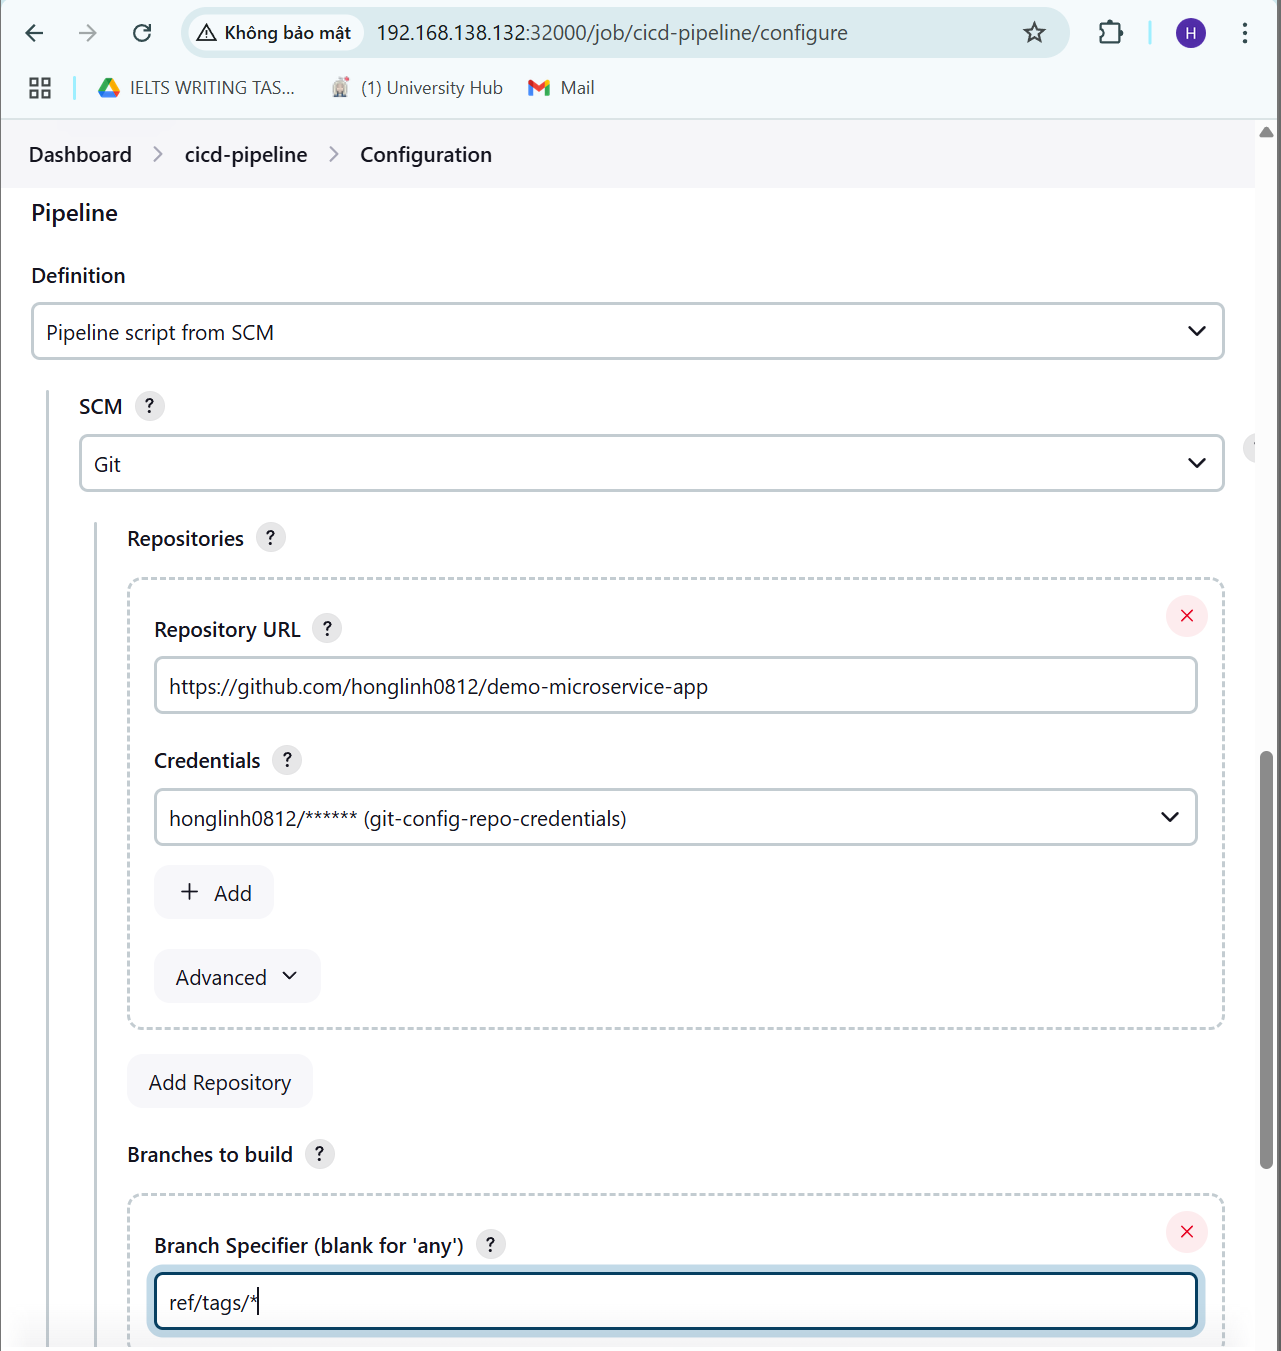 Không bảo mật 192.168.138.132:32000/job/cicd-pipeline/configure H
IELTS WRITING TAS... (1) University Hub Mail
Dashboard cicd-pipeline Configuration
Pipeline
Definition
Pipeline script from SCM
SCM ?
Git
Repositories ?
Repository URL ?
https://github.com/honglinh0812/demo-microservice-app
Credentials ?
honglinh0812/****** (git-config-repo-credentials)
+ Add
Advanced
Add Repository
Branches to build ?
Branch Specifier (blank for 'any') ?
ref/tags/*